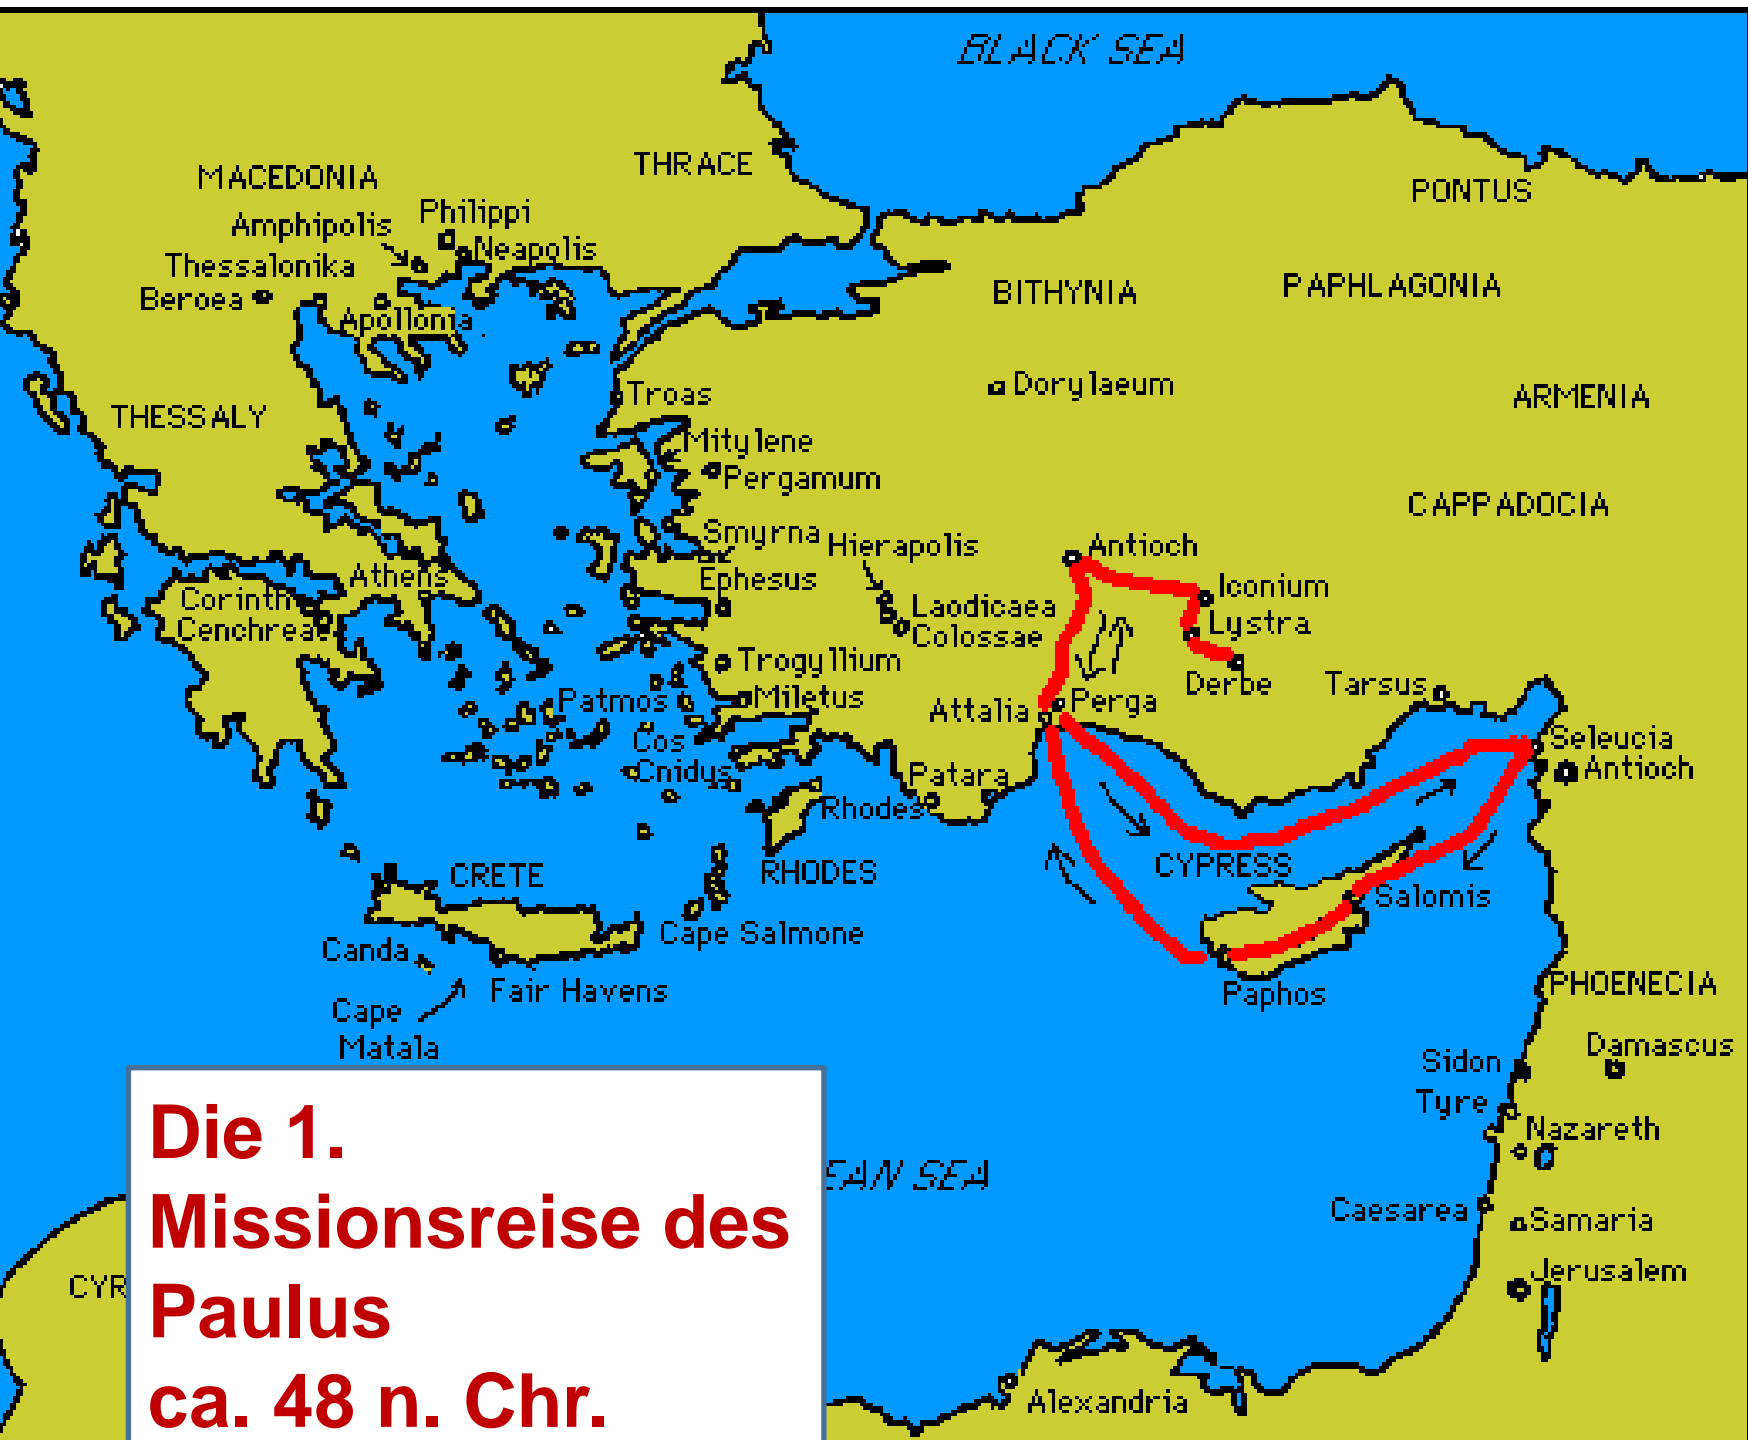 BLACK SEA
THRACE
MACEDONIA
PONTUS
Philippi
Amphipolis
Neapolis
Thessalonika
Beroea
Apollonia
BITHYNIA
PAPHLAGONIA
Dorylaeum
Troas
ARMENIA
THESSALY
Mitylene
Pergamum
CAPPADOCIA
Smyrna
Hierapolis
Antioch
Athens
Ephesus
Iconium
Corinth
Laodicaea
Lystra
Cenchrea
Colossae
Trogyllium
Derbe
Tarsus
Patmos
Miletus
Attalia
Perga
Cos
Seleucia
Cnidus
Patara
Antioch
Rhodes
CRETE
RHODES
CYPRESS
Salomis
Cape Salmone
Canda
Fair Havens
PHOENECIA
Paphos
Cape
Matala
Damascus
Sidon
Tyre
Nazareth
EAN SEA
Caesarea
Samaria
Jerusalem
CYR
Alexandria
Die 1.
Missionsreise des
Paulus
ca. 48 n. Chr.